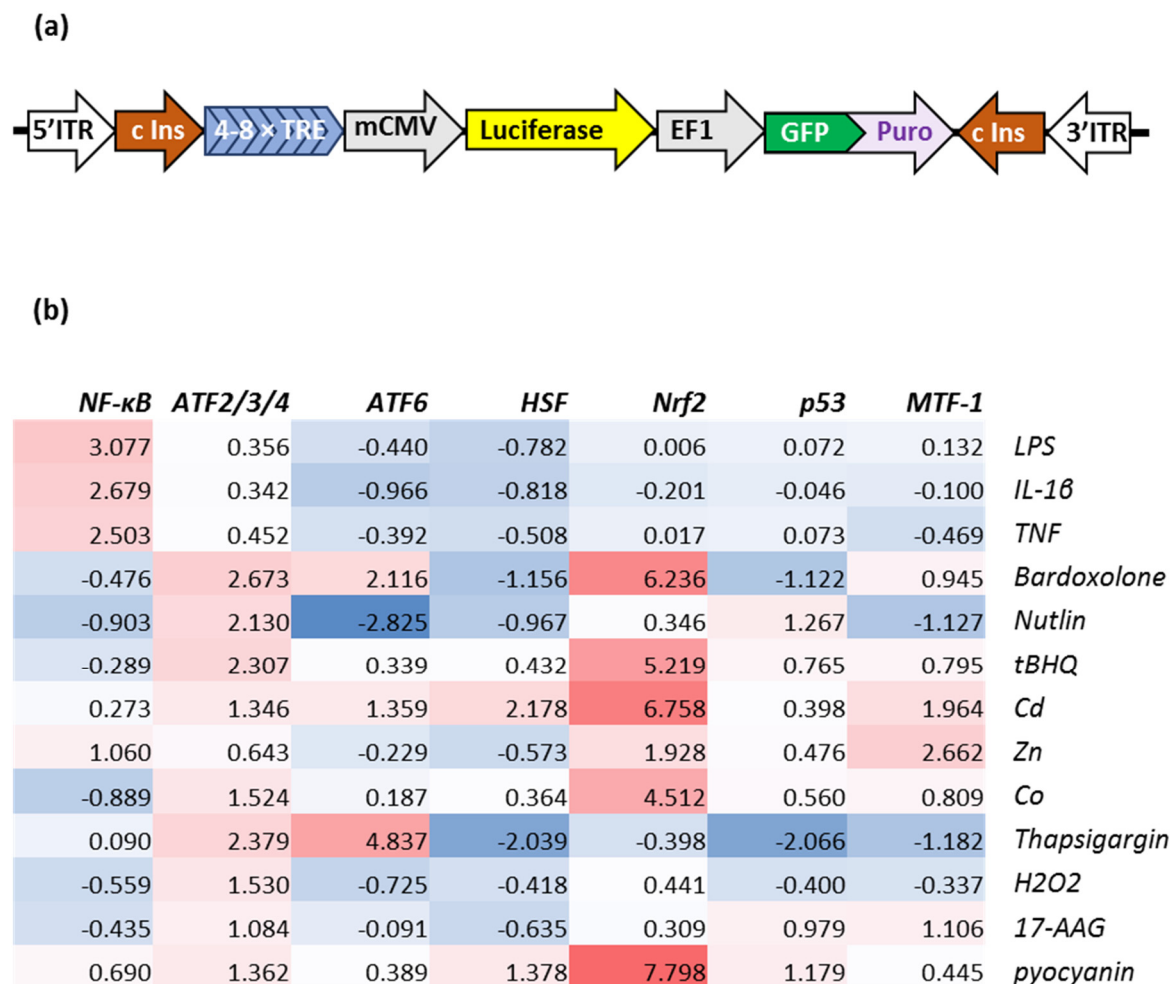 (a)
5'ITR c Ins 4-8 × TRE mCMV Luciferase EF1 GFP Puro c Ins 3'ITR
(b)
NF-κB ATF2/3/4 ATF6 HSF Nrf2 p53 MTF-1
3.077 0.356 -0.440 -0.782 0.006 0.072 0.132 LPS
2.679 0.342 -0.966 -0.818 -0.201 -0.046 -0.100 IL-1β
2.503 0.452 -0.392 -0.508 0.017 0.073 -0.469 TNF
-0.476 2.673 2.116 -1.156 6.236 -1.122 0.945 Bardoxolone
-0.903 2.130 -2.825 -0.967 0.346 1.267 -1.127 Nutlin
-0.289 2.307 0.339 0.432 5.219 0.765 0.795 tBHQ
0.273 1.346 1.359 2.178 6.758 0.398 1.964 Cd
1.060 0.643 -0.229 -0.573 1.928 0.476 2.662 Zn
-0.889 1.524 0.187 0.364 4.512 0.560 0.809 Co
0.090 2.379 4.837 -2.039 -0.398 -2.066 -1.182 Thapsigargin
-0.559 1.530 -0.725 -0.418 0.441 -0.400 -0.337 H2O2
-0.435 1.084 -0.091 -0.635 0.309 0.979 1.106 17-AAG
0.690 1.362 0.389 1.378 7.798 1.179 0.445 pyocyanin